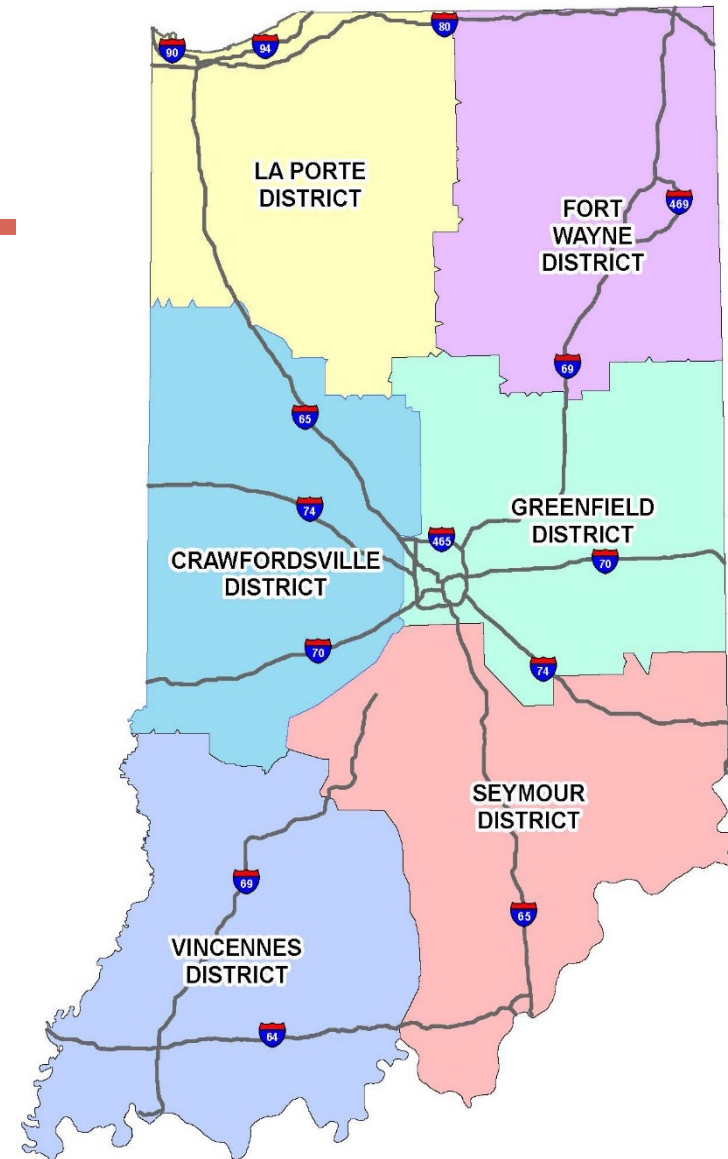 90
94
80
LA PORTE
DISTRICT
469
FORT
WAYNE
DISTRICT
69
65
74
465
GREENFIELD
DISTRICT
CRAWFORDSVILLE
DISTRICT
70
70
74
SEYMOUR
DISTRICT
69
65
VINCENNES
DISTRICT
64